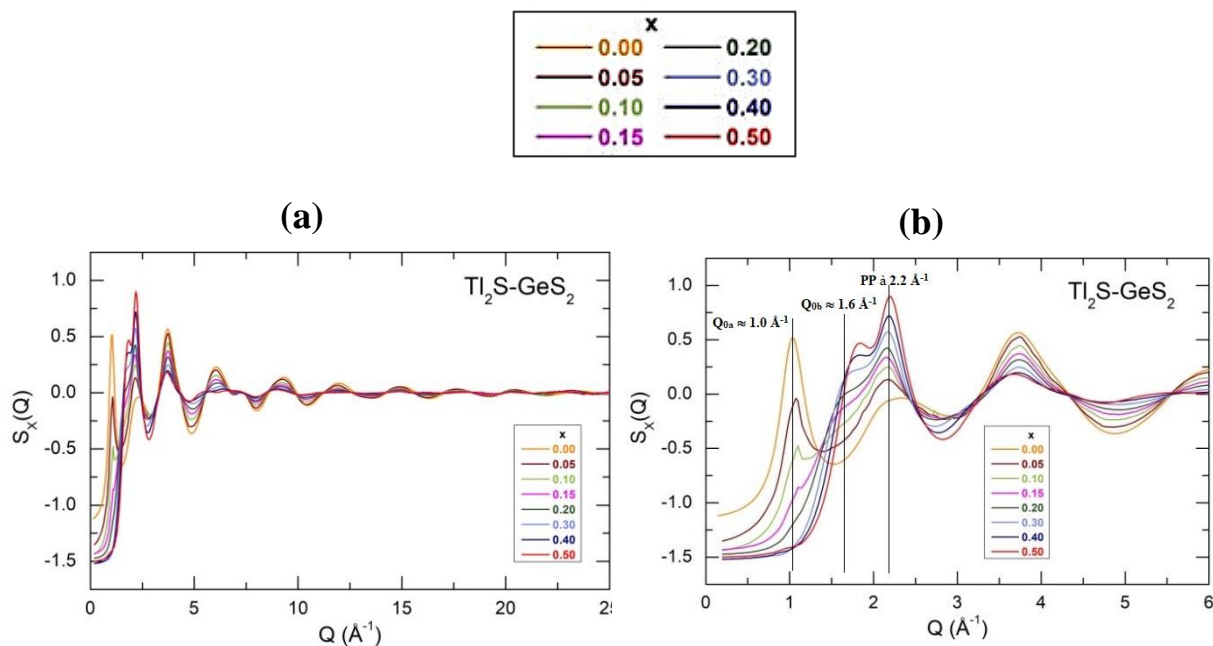 x
0.00 0.20
0.05 0.30
0.10 0.40
0.15 0.50
(a)
(b)
Tl₂S-GeS₂
1.0
0.5
0.0
-0.5
-1.0
-1.5
Sₓ(Q)
x
0.00
0.05
0.10
0.15
0.20
0.30
0.40
0.50
0 5 10 15 20 25
Q (Å⁻¹)
Tl₂S-GeS₂
PP à 2.2 Å⁻¹
Q₀b ≈ 1.6 Å⁻¹
Q₀a ≈ 1.0 Å⁻¹
1.0
0.5
0.0
-0.5
-1.0
-1.5
Sₓ(Q)
x
0.00
0.05
0.10
0.15
0.20
0.30
0.40
0.50
0 1 2 3 4 5 6
Q (Å⁻¹)